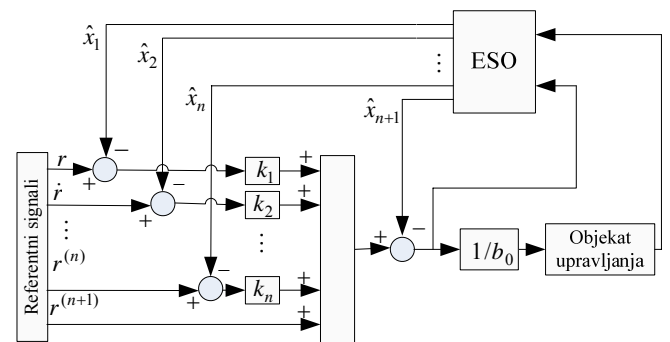 x̂₁
x̂₂
⋮
ESO
x̂ₙ
x̂ₙ₊₁
Referentni signali
r
−
+
k₁
+
ṙ
−
+
k₂
+
⋮
⋮
r⁽ⁿ⁾
−
+
kₙ
+
r⁽ⁿ⁺¹⁾
+
+
−
1/b₀
Objekat
upravljanja